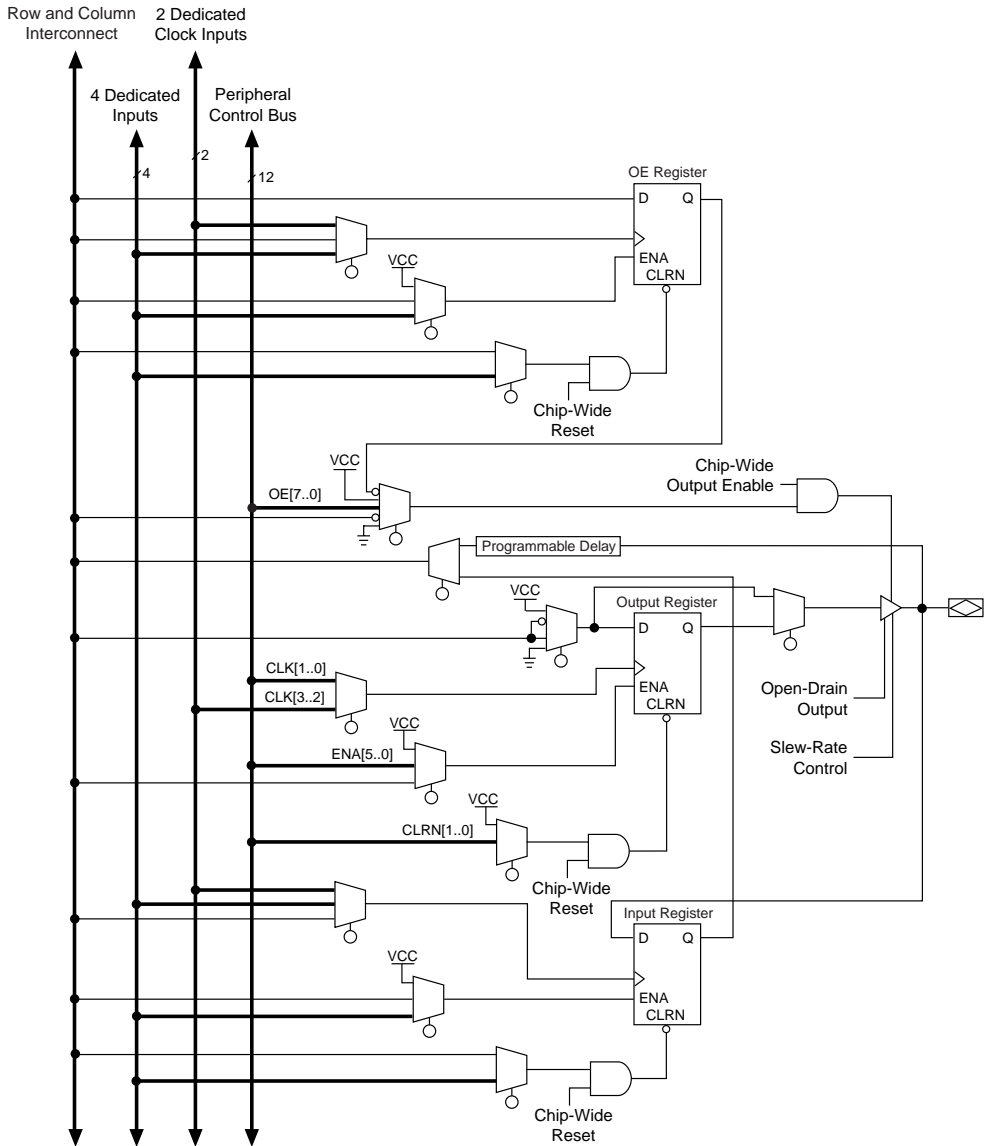 Row and Column
Interconnect
2 Dedicated
Clock Inputs
4 Dedicated
Inputs
Peripheral
Control Bus
2
4
12
OE Register
D Q
ENA
CLRN
VCC
Chip-Wide
Reset
VCC
OE[7..0]
Chip-Wide
Output Enable
Programmable Delay
VCC
Output Register
D Q
ENA
CLRN
CLK[1..0]
CLK[3..2]
VCC
ENA[5..0]
Open-Drain
Output
Slew-Rate
Control
VCC
CLRN[1..0]
Chip-Wide
Reset
Input Register
D Q
ENA
CLRN
VCC
Chip-Wide
Reset